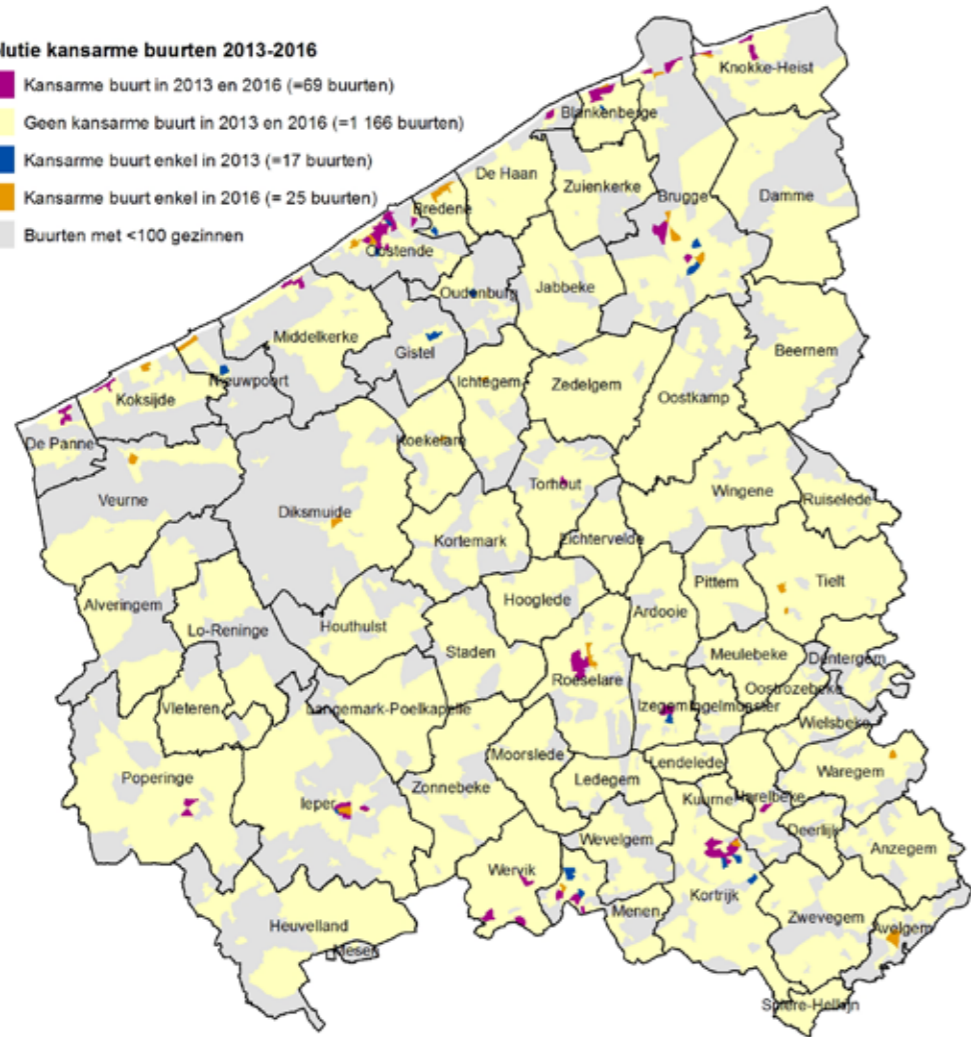 lutie kansarme buurten 2013-2016
Kansarme buurt in 2013 en 2016 (=69 buurten)
Geen kansarme buurt in 2013 en 2016 (=1 166 buurten)
Kansarme buurt enkel in 2013 (=17 buurten)
Kansarme buurt enkel in 2016 (= 25 buurten)
Buurten met <100 gezinnen
Knokke-Heist
Blankenberge
De Haan
Zuienkerke
Brugge
Damme
Bredene
Oostende
Oudenburg
Jabbeke
Middelkerke
Gistel
Beernem
Nieuwpoort
Ichtegem
Zedelgem
Oostkamp
Koksijde
De Panne
Koekelare
Torhout
Wingene
Ruiselede
Veurne
Diksmuide
Kortemark
Lichtervelde
Pittem
Tielt
Alveringem
Hooglede
Ardooie
Lo-Reninge
Houthulst
Staden
Meulebeke
Dentergem
Roeselare
Oostrozebeke
Vleteren
Langemark-Poelkapelle
Izegem
Ingelmunster
Wielsbeke
Moorslede
Lendelede
Waregem
Poperinge
Ledegem
Zonnebeke
Ieper
Kuurne
Harelbeke
Deerlijk
Wevelgem
Anzegem
Wervik
Kortrijk
Menen
Zwevegem
Heuvelland
Avelgem
Mesen
Spiere-Helkijn